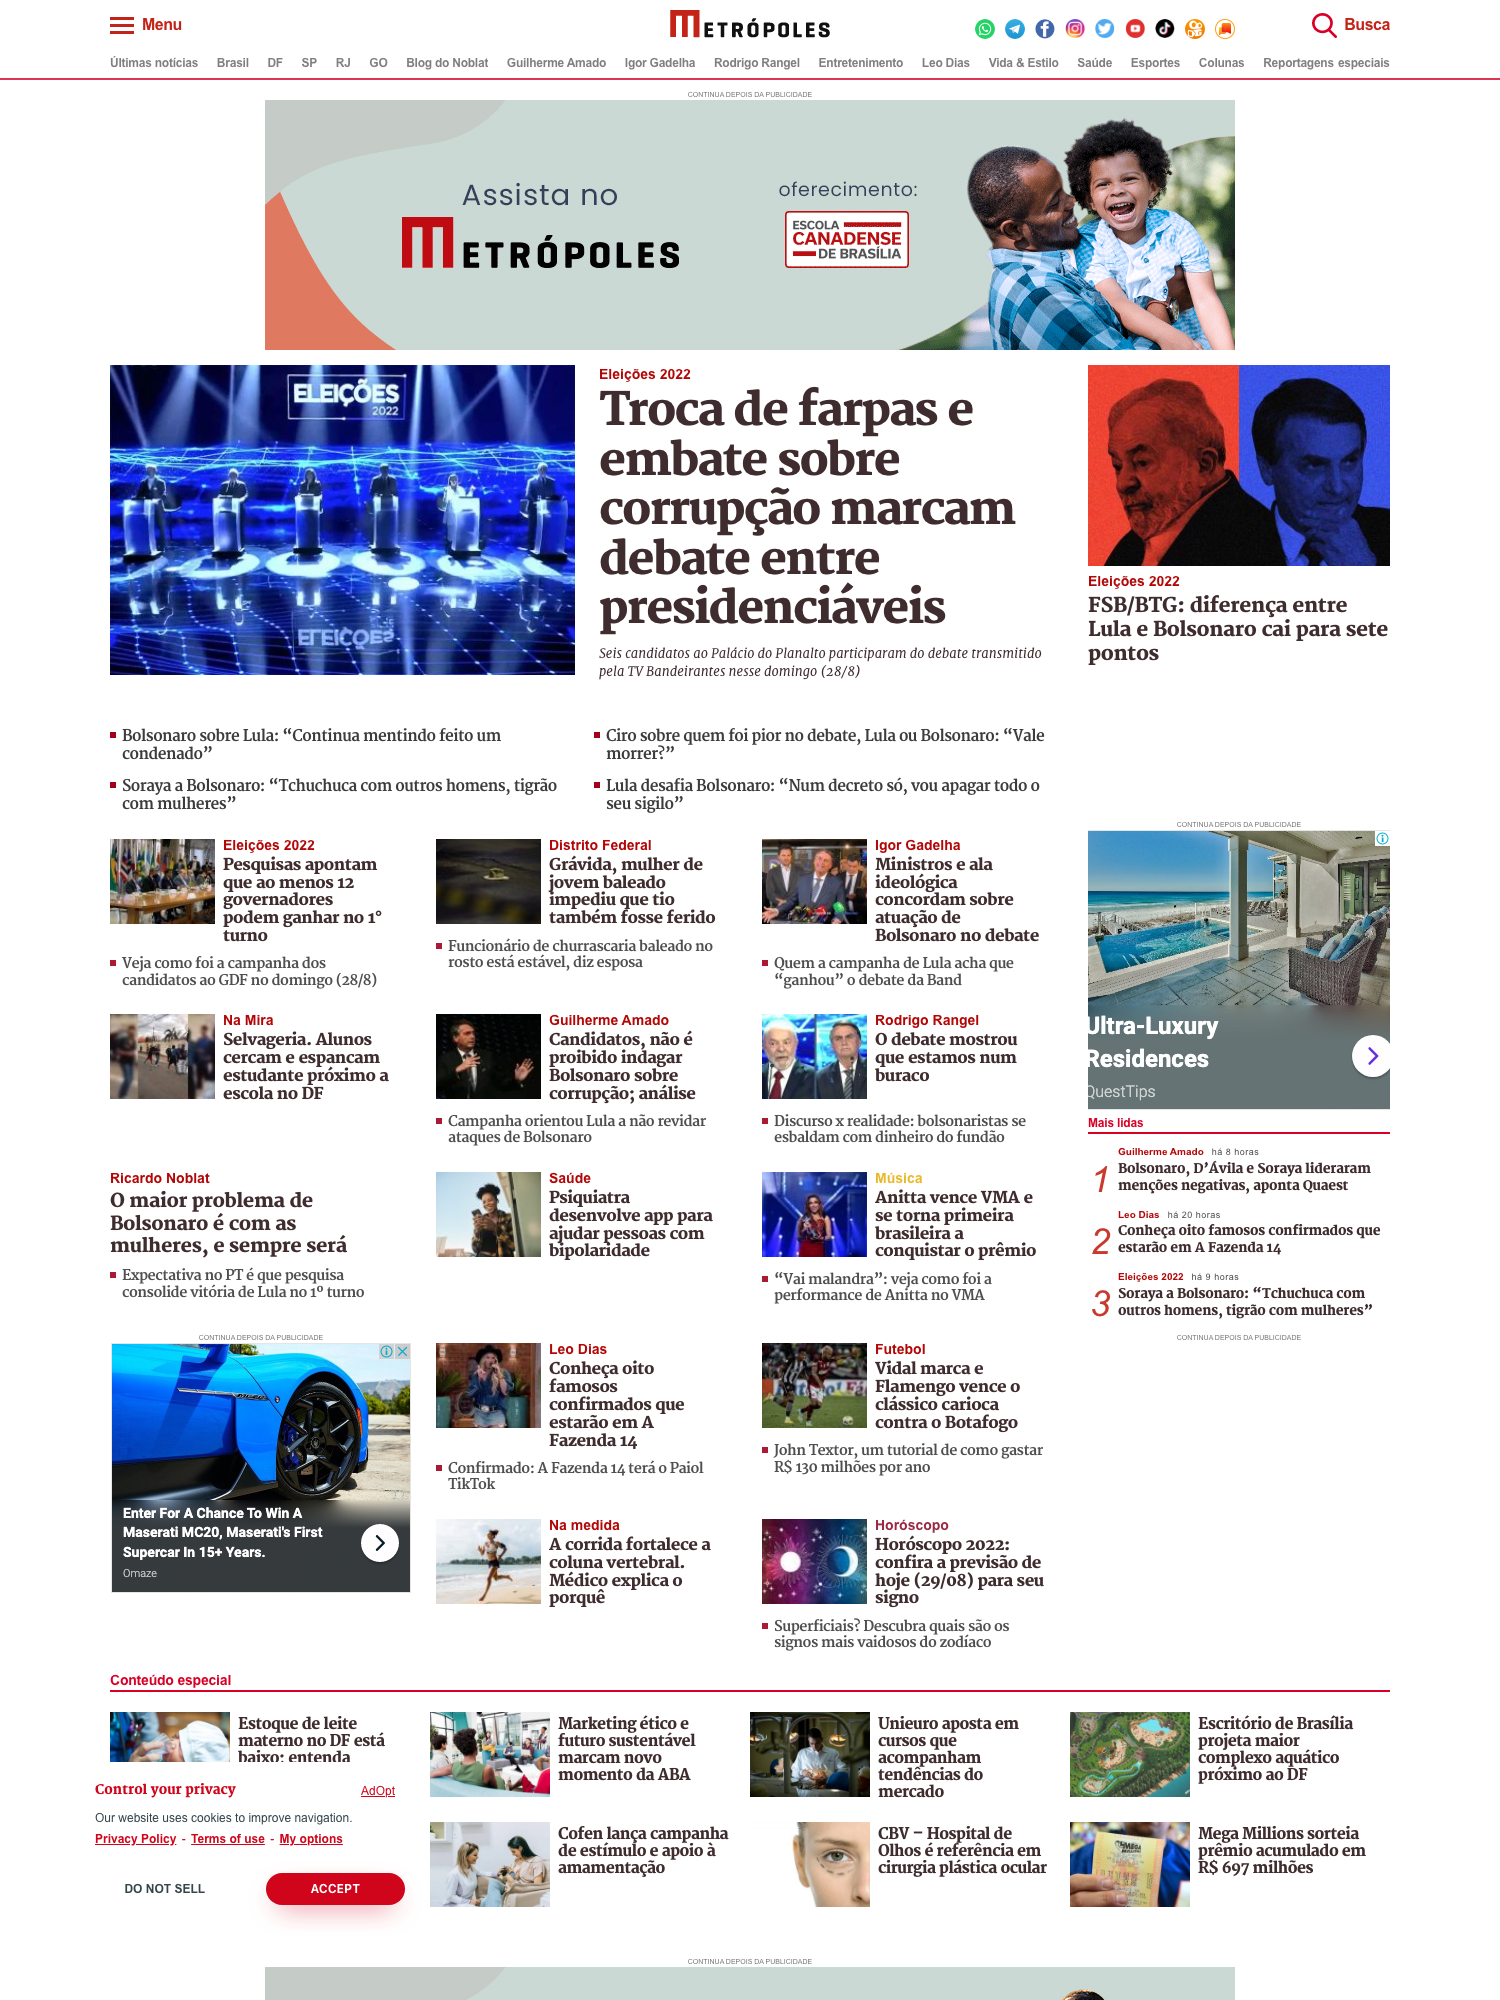 Menu
METRÓPOLES
Busca
Últimas notícias Brasil DF SP RJ GO Blog do Noblat Guilherme Amado Igor Gadelha Rodrigo Rangel Entretenimento Leo Dias Vida & Estilo Saúde Esportes Colunas Reportagens especiais
CONTINUA DEPOIS DA PUBLICIDADE
Assista no
METRÓPOLES
oferecimento:
ESCOLA
CANADENSE
DE BRASÍLIA
ELEIÇÕES
2022
Eleições 2022
Troca de farpas e
embate sobre
corrupção marcam
debate entre
presidenciáveis
Seis candidatos ao Palácio do Planalto participaram do debate transmitido
pela TV Bandeirantes nesse domingo (28/8)
Eleições 2022
FSB/BTG: diferença entre
Lula e Bolsonaro cai para sete
pontos
Bolsonaro sobre Lula: “Continua mentindo feito um
condenado”
Ciro sobre quem foi pior no debate, Lula ou Bolsonaro: “Vale
morrer?”
Soraya a Bolsonaro: “Tchuchuca com outros homens, tigrão
com mulheres”
Lula desafia Bolsonaro: “Num decreto só, vou apagar todo o
seu sigilo”
Eleições 2022
Pesquisas apontam
que ao menos 12
governadores
podem ganhar no 1°
turno
Veja como foi a campanha dos
candidatos ao GDF no domingo (28/8)
Distrito Federal
Grávida, mulher de
jovem baleado
impediu que tio
também fosse ferido
Funcionário de churrascaria baleado no
rosto está estável, diz esposa
Igor Gadelha
Ministros e ala
ideológica
concordam sobre
atuação de
Bolsonaro no debate
Quem a campanha de Lula acha que
“ganhou” o debate da Band
CONTINUA DEPOIS DA PUBLICIDADE
Ultra-Luxury
Residences
QuestTips
Na Mira
Selvageria. Alunos
cercam e espancam
estudante próximo a
escola no DF
Guilherme Amado
Candidatos, não é
proibido indagar
Bolsonaro sobre
corrupção; análise
Campanha orientou Lula a não revidar
ataques de Bolsonaro
Rodrigo Rangel
O debate mostrou
que estamos num
buraco
Discurso x realidade: bolsonaristas se
esbaldam com dinheiro do fundão
Mais lidas
Guilherme Amado há 8 horas
1 Bolsonaro, D’Ávila e Soraya lideraram
menções negativas, aponta Quaest
Leo Dias há 20 horas
2 Conheça oito famosos confirmados que
estarão em A Fazenda 14
Eleições 2022 há 9 horas
3 Soraya a Bolsonaro: “Tchuchuca com
outros homens, tigrão com mulheres”
CONTINUA DEPOIS DA PUBLICIDADE
Ricardo Noblat
O maior problema de
Bolsonaro é com as
mulheres, e sempre será
Expectativa no PT é que pesquisa
consolide vitória de Lula no 1º turno
Saúde
Psiquiatra
desenvolve app para
ajudar pessoas com
bipolaridade
Música
Anitta vence VMA e
se torna primeira
brasileira a
conquistar o prêmio
“Vai malandra”: veja como foi a
performance de Anitta no VMA
CONTINUA DEPOIS DA PUBLICIDADE
Enter For A Chance To Win A
Maserati MC20, Maserati's First
Supercar In 15+ Years.
Omaze
Leo Dias
Conheça oito
famosos
confirmados que
estarão em A
Fazenda 14
Confirmado: A Fazenda 14 terá o Paiol
TikTok
Futebol
Vidal marca e
Flamengo vence o
clássico carioca
contra o Botafogo
John Textor, um tutorial de como gastar
R$ 130 milhões por ano
Na medida
A corrida fortalece a
coluna vertebral.
Médico explica o
porquê
Horóscopo
Horóscopo 2022:
confira a previsão de
hoje (29/08) para seu
signo
Superficiais? Descubra quais são os
signos mais vaidosos do zodíaco
Conteúdo especial
Estoque de leite
materno no DF está
baixo; entenda
Marketing ético e
futuro sustentável
marcam novo
momento da ABA
Unieuro aposta em
cursos que
acompanham
tendências do
mercado
Escritório de Brasília
projeta maior
complexo aquático
próximo ao DF
Control your privacy
AdOpt
Our website uses cookies to improve navigation.
Privacy Policy - Terms of use - My options
DO NOT SELL
ACCEPT
Cofen lança campanha
de estímulo e apoio à
amamentação
CBV – Hospital de
Olhos é referência em
cirurgia plástica ocular
Mega Millions sorteia
prêmio acumulado em
R$ 697 milhões
CONTINUA DEPOIS DA PUBLICIDADE